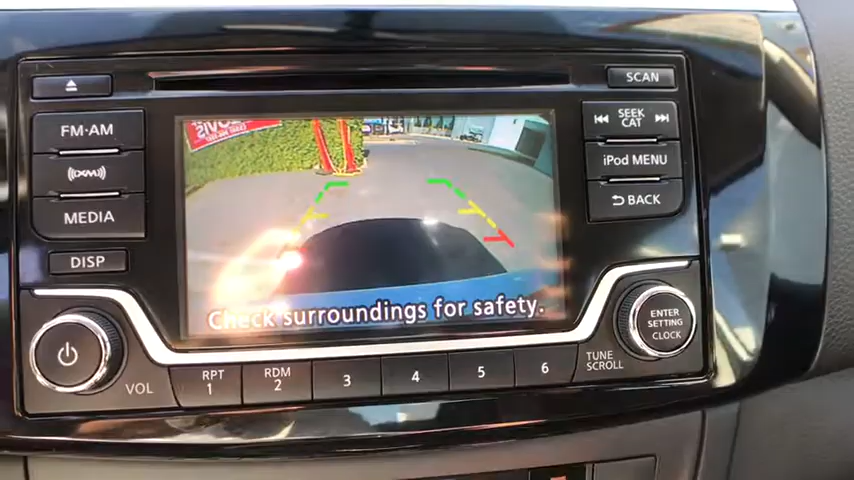 SCAN
FM·AM
SEEK
CAT
((XM))
iPod MENU
MEDIA
BACK
DISP
Check surroundings for safety.
ENTER
SETTING
CLOCK
VOL
RPT
1
RDM
2
3
4
5
6
TUNE
SCROLL